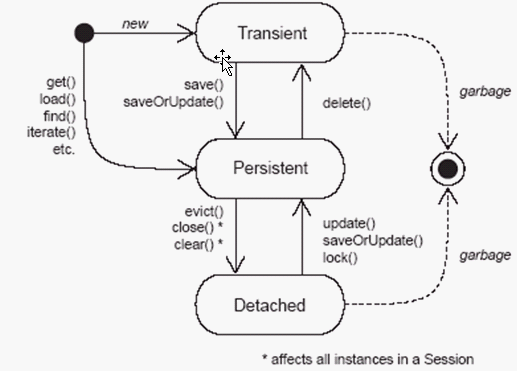 new
Transient
get()
load()
find()
iterate()
etc.
save()
saveOrUpdate()
delete()
garbage
Persistent
evict()
close() *
clear() *
update()
saveOrUpdate()
lock()
garbage
Detached
* affects all instances in a Session